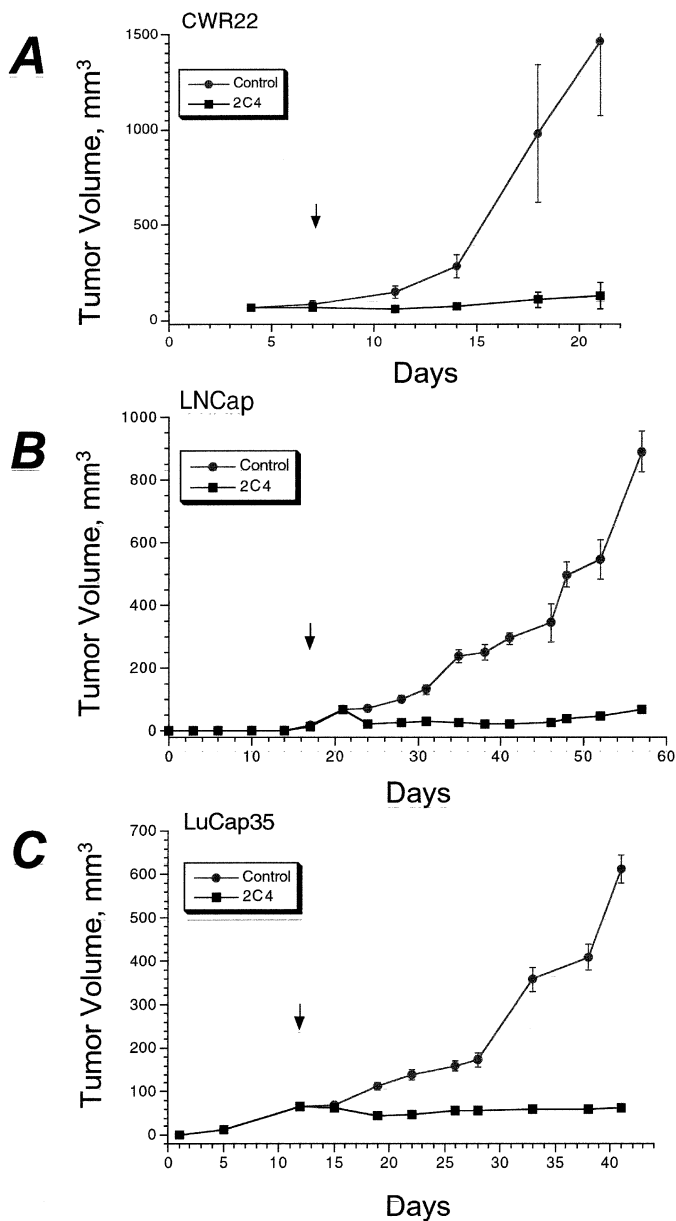 A
CWR22
Tumor Volume, mm³
1500
1000
500
0
Control
2C4
0 5 10 15 20
Days
B
LNCap
Tumor Volume, mm³
1000
800
600
400
200
0
Control
2C4
0 10 20 30 40 50 60
Days
C
LuCap35
Tumor Volume, mm³
700
600
500
400
300
200
100
0
Control
2C4
0 5 10 15 20 25 30 35 40
Days